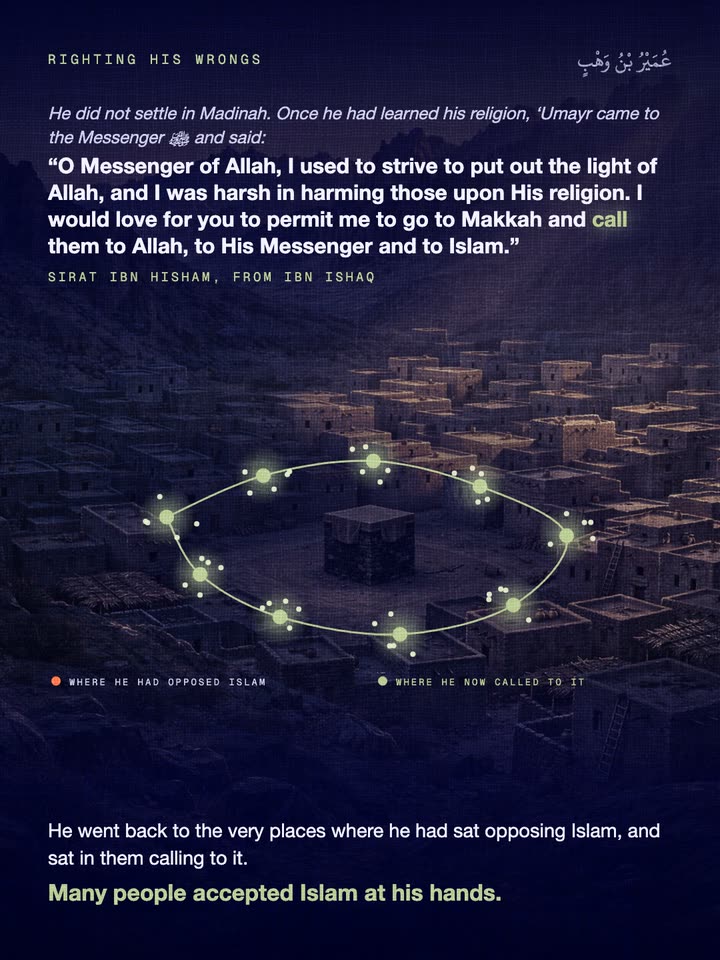 RIGHTING HIS WRONGS
عُمَيْرُ بْنُ وَهْبٍ
He did not settle in Madinah. Once he had learned his religion, ‘Umayr came to
the Messenger ﷺ and said:
“O Messenger of Allah, I used to strive to put out the light of
Allah, and I was harsh in harming those upon His religion. I
would love for you to permit me to go to Makkah and call
them to Allah, to His Messenger and to Islam.”
SIRAT IBN HISHAM, FROM IBN ISHAQ
WHERE HE HAD OPPOSED ISLAM
WHERE HE NOW CALLED TO IT
He went back to the very places where he had sat opposing Islam, and
sat in them calling to it.
Many people accepted Islam at his hands.